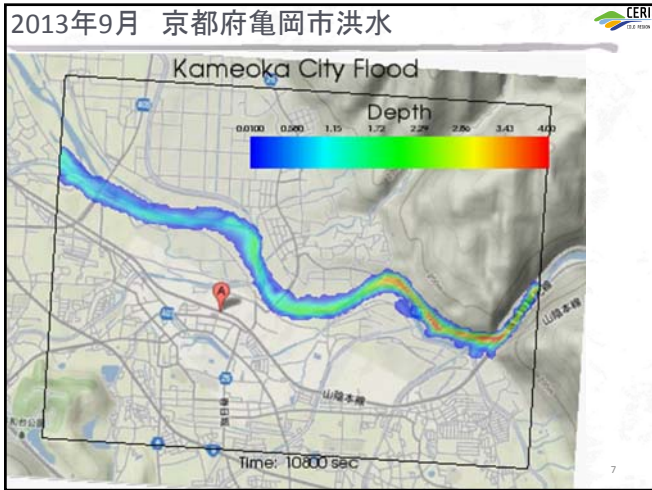 2013年9月 京都府亀岡市洪水
CERI
COLD REGION
Kameoka City Flood
Depth
0.0100 0.580 1.15 1.72 2.29 2.86 3.43 4.00
A
山陰本線
山陰本線
Time: 10800 sec
7